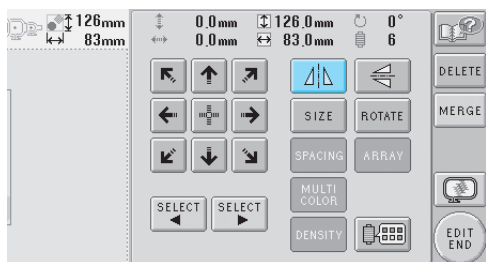 126mm
83mm
0.0mm 126.0mm 0°
0.0mm 83.0mm 6
DELETE
SIZE ROTATE MERGE
SPACING ARRAY
MULTI COLOR
SELECT SELECT
DENSITY
EDIT END